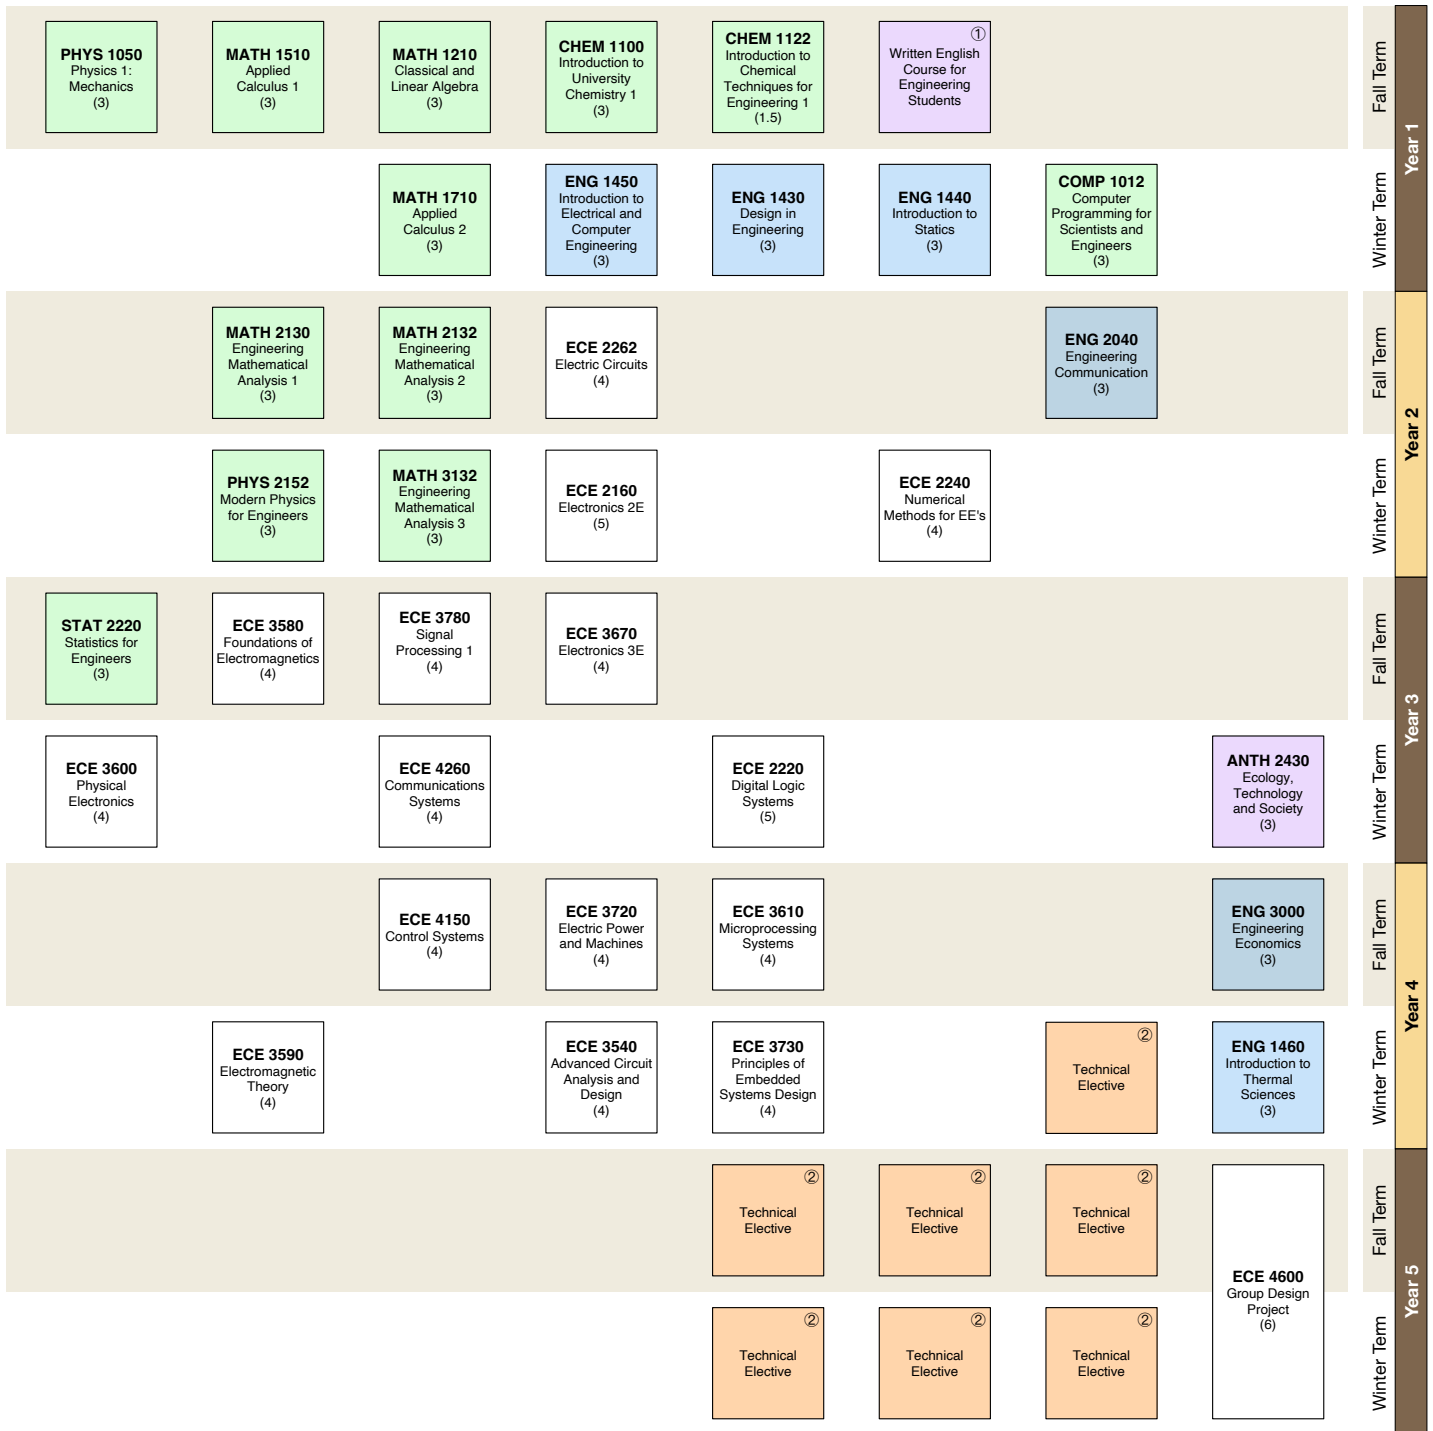 PHYS 1050
Physics 1:
Mechanics
(3)
MATH 1510
Applied
Calculus 1
(3)
MATH 1210
Classical and
Linear Algebra
(3)
CHEM 1100
Introduction to
University
Chemistry 1
(3)
CHEM 1122
Introduction to
Chemical
Techniques for
Engineering 1
(1.5)
①
Written English
Course for
Engineering
Students
Fall Term
Year 1
MATH 1710
Applied
Calculus 2
(3)
ENG 1450
Introduction to
Electrical and
Computer
Engineering
(3)
ENG 1430
Design in
Engineering
(3)
ENG 1440
Introduction to
Statics
(3)
COMP 1012
Computer
Programming for
Scientists and
Engineers
(3)
Winter Term
MATH 2130
Engineering
Mathematical
Analysis 1
(3)
MATH 2132
Engineering
Mathematical
Analysis 2
(3)
ECE 2262
Electric Circuits
(4)
ENG 2040
Engineering
Communication
(3)
Fall Term
Year 2
PHYS 2152
Modern Physics
for Engineers
(3)
MATH 3132
Engineering
Mathematical
Analysis 3
(3)
ECE 2160
Electronics 2E
(5)
ECE 2240
Numerical
Methods for EE's
(4)
Winter Term
STAT 2220
Statistics for
Engineers
(3)
ECE 3580
Foundations of
Electromagnetics
(4)
ECE 3780
Signal
Processing 1
(4)
ECE 3670
Electronics 3E
(4)
Fall Term
Year 3
ECE 3600
Physical
Electronics
(4)
ECE 4260
Communications
Systems
(4)
ECE 2220
Digital Logic
Systems
(5)
ANTH 2430
Ecology,
Technology
and Society
(3)
Winter Term
ECE 4150
Control Systems
(4)
ECE 3720
Electric Power
and Machines
(4)
ECE 3610
Microprocessing
Systems
(4)
ENG 3000
Engineering
Economics
(3)
Fall Term
Year 4
ECE 3590
Electromagnetic
Theory
(4)
ECE 3540
Advanced Circuit
Analysis and
Design
(4)
ECE 3730
Principles of
Embedded
Systems Design
(4)
②
Technical
Elective
ENG 1460
Introduction to
Thermal
Sciences
(3)
Winter Term
②
Technical
Elective
②
Technical
Elective
②
Technical
Elective
ECE 4600
Group Design
Project
(6)
Fall Term
Year 5
②
Technical
Elective
②
Technical
Elective
②
Technical
Elective
Winter Term